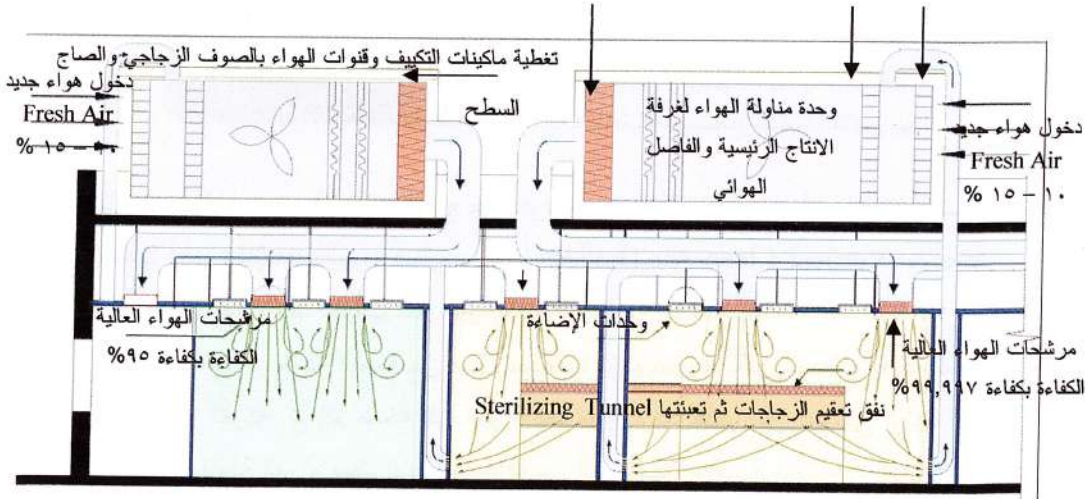 تغطية ماكينات التكييف وقنوات الهواء بالصوف الزجاجي والصاج
دخول هواء جديد
Fresh Air
١٠ – ١٥ %
السطح
وحدة مناولة الهواء لغرفة
الانتاج الرئيسية والفاصل
الهوائي
دخول هواء جديد
Fresh Air
١٠ – ١٥ %
مرشحات الهواء العالية
الكفاءة بكفاءة ٩٥%
وحدات الإضاءة
مرشحات الهواء العالية
الكفاءة بكفاءة ٩٩,٩٩٧%
نفق تعقيم الزجاجات ثم تعبئتها Sterilizing Tunnel